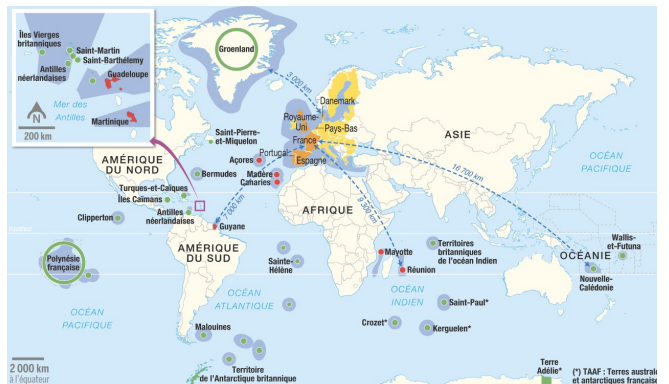 Îles Vierges
britanniques
Saint-Martin
Saint-Barthélemy
Antilles
néerlandaises
Guadeloupe
Mer des
Antilles
N
200 km
Martinique
Groenland
3 000 km
Danemark
Royaume-
Uni
Pays-Bas
France
Portugal
Espagne
ASIE
OCÉAN
PACIFIQUE
Saint-Pierre-
et-Miquelon
AMÉRIQUE
DU NORD
Açores
Madère
Canaries
Bermudes
Turques-et-Caïques
Îles Caïmans
Clipperton
Antilles
néerlandaises
7 000 km
Guyane
16 700 km
9 300 km
AFRIQUE
Équateur
AMÉRIQUE
DU SUD
Polynésie
française
Sainte-
Hélène
Mayotte
Réunion
Territoires
britanniques
de l'océan Indien
Wallis-
et-Futuna
OCÉANIE
Nouvelle-
Calédonie
OCÉAN
ATLANTIQUE
OCÉAN
INDIEN
OCÉAN
PACIFIQUE
Saint-Paul*
Crozet*
Kerguelen*
Malouines
Territoire
de l'Antarctique britannique
2 000 km
à l'équateur
Terre
Adélie*
(*) TAAF : Terres australe
et antarctiques française